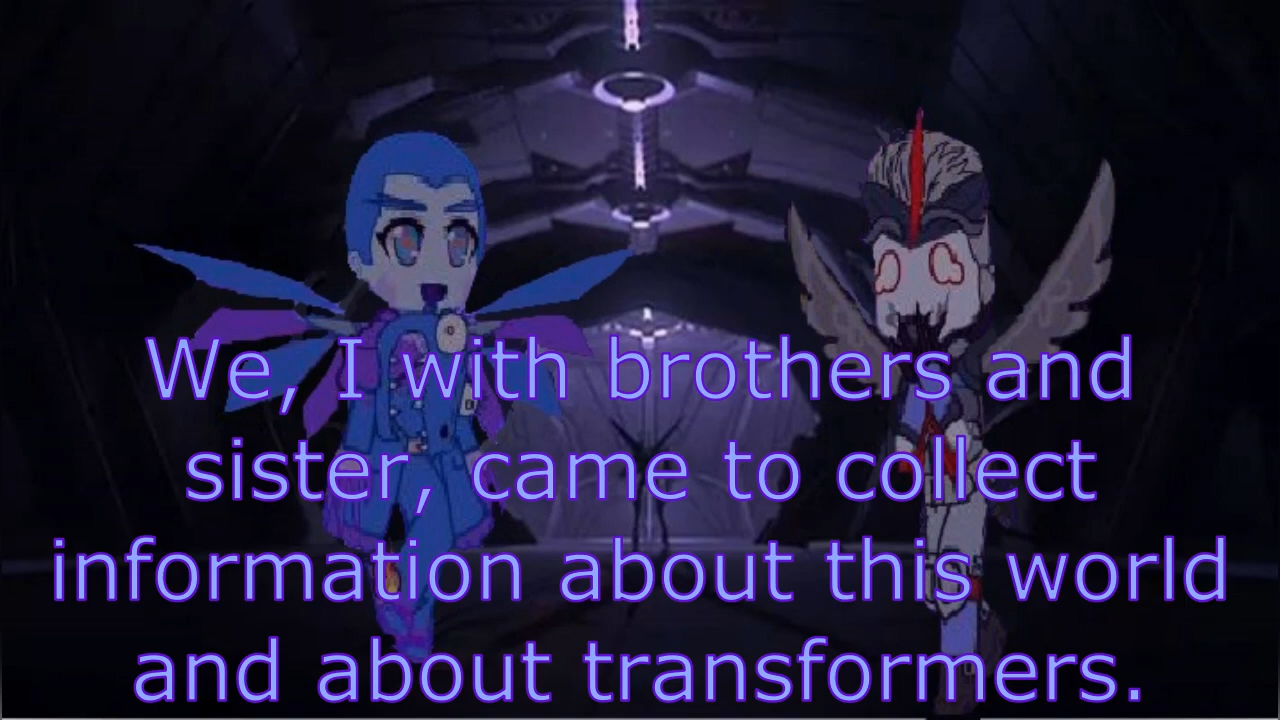 We, I with brothers and
sister, came to collect
information about this world
and about transformers.